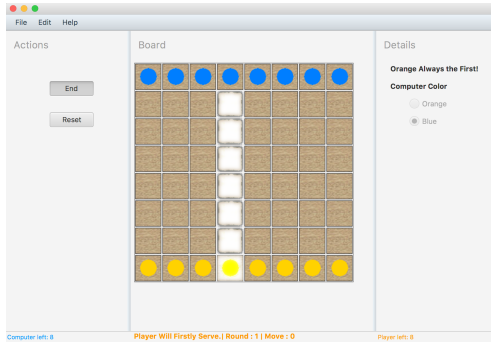 File Edit Help
Actions
Board
Details
End
Reset
Orange Always the First!
Computer Color
Orange
Blue
Computer left: 8
Player Will Firstly Serve.| Round : 1 | Move : 0
Player left: 8